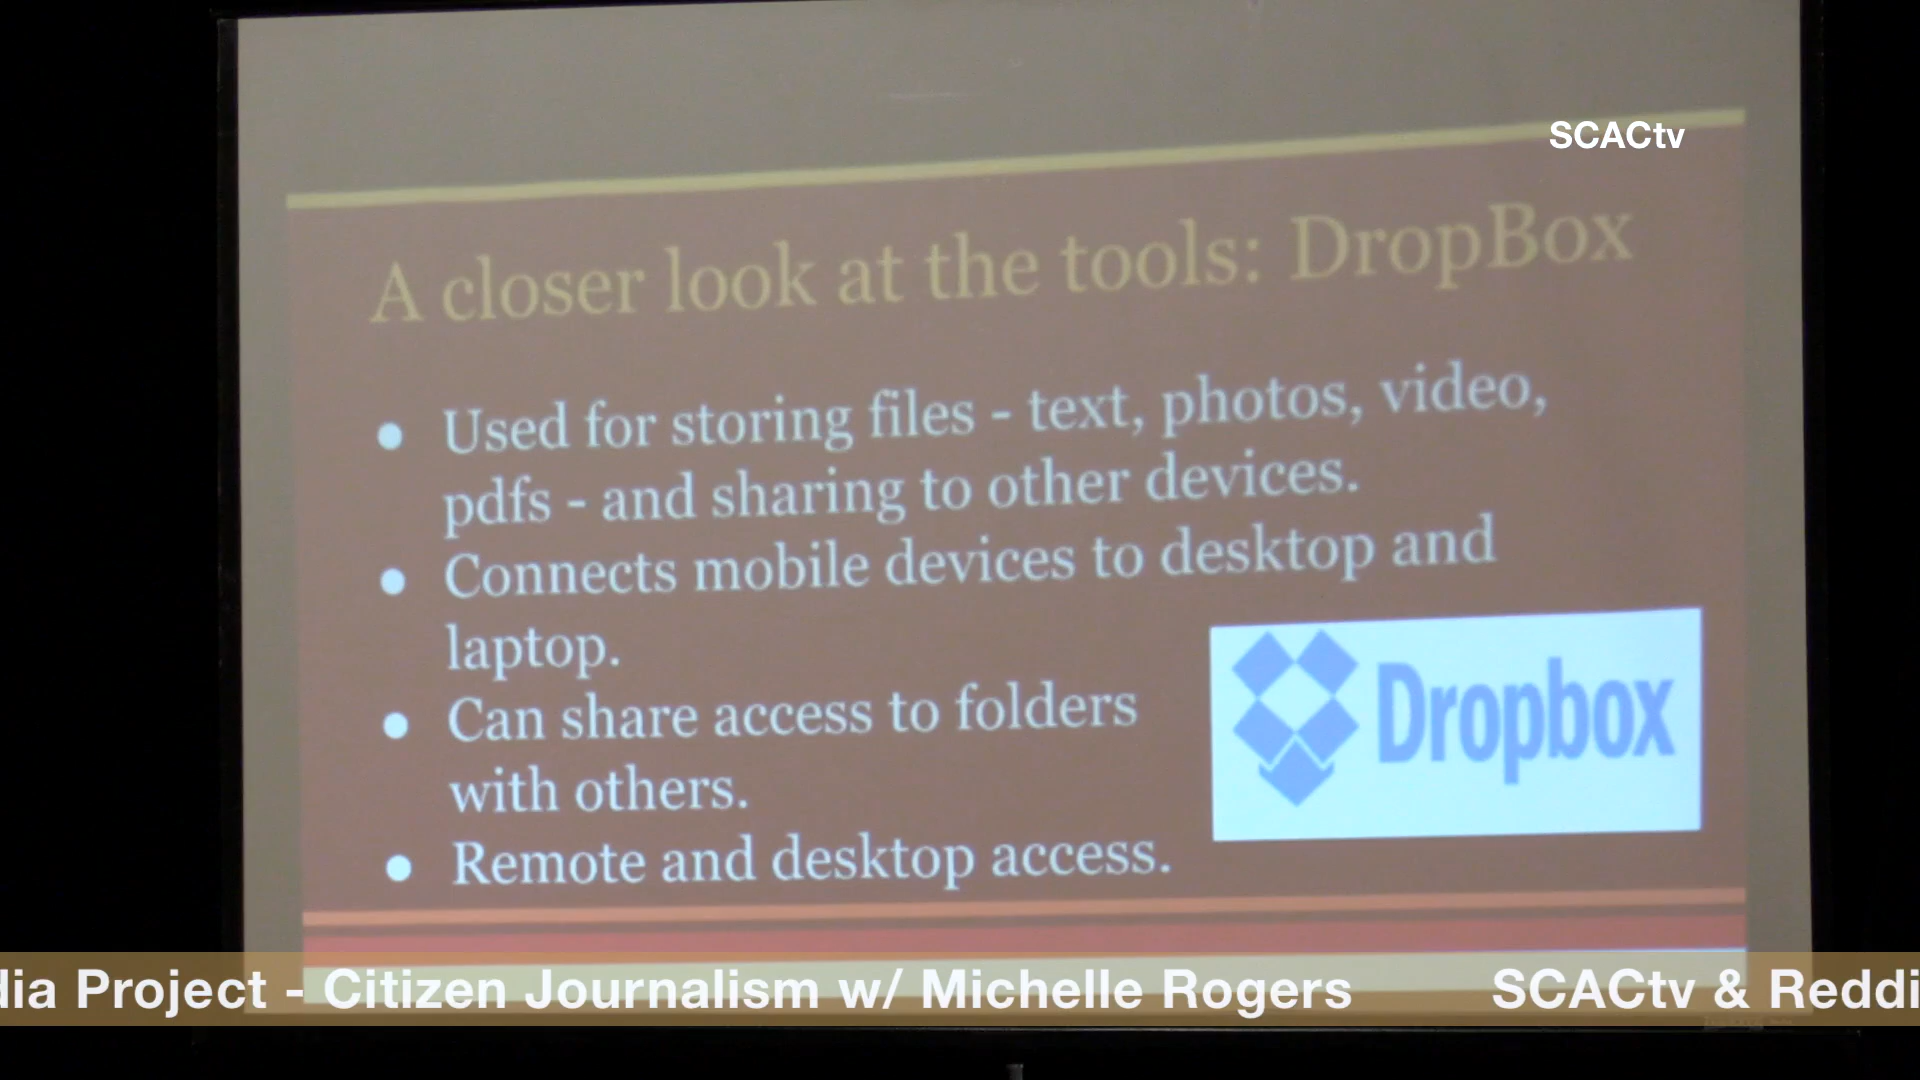 SCACtv
A closer look at the tools: DropBox
● Used for storing files - text, photos, video,
pdfs - and sharing to other devices.
● Connects mobile devices to desktop and
laptop.
● Can share access to folders
with others.
● Remote and desktop access.
Dropbox
dia Project - Citizen Journalism w/ Michelle Rogers SCACtv & Reddi